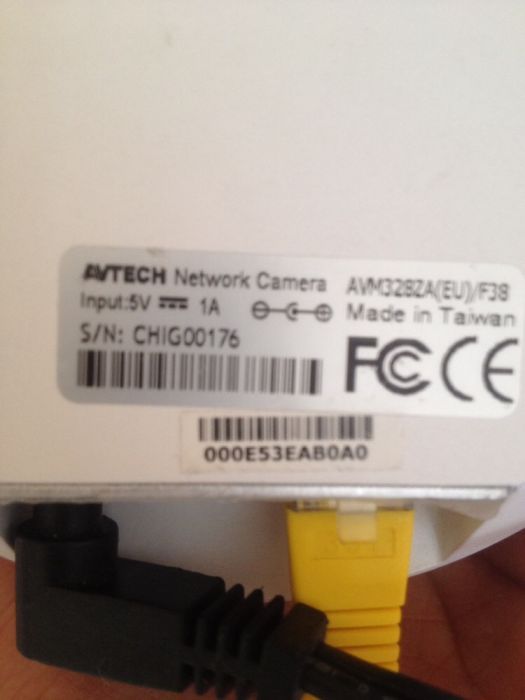 AVTECH Network Camera AVM328ZA(EU)/F38
Input:5V 1A Made in Taiwan
S/N: CHIG00176
FC CE
000E53EAB0A0